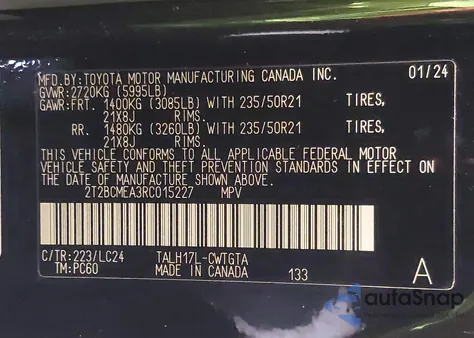 MFD.BY:TOYOTA MOTOR MANUFACTURING CANADA INC. 01/24
GVWR:2720KG (5995LB)
GAWR:FRT. 1400KG (3085LB) WITH 235/50R21 TIRES,
21X8J RIMS.
RR. 1480KG (3260LB) WITH 235/50R21 TIRES,
21X8J RIMS.
THIS VEHICLE CONFORMS TO ALL APPLICABLE FEDERAL MOTOR
VEHICLE SAFETY AND THEFT PREVENTION STANDARDS IN EFFECT ON
THE DATE OF MANUFACTURE SHOWN ABOVE.
2T2BCMEA3RC015227 MPV
C/TR:223/LC24 TALH17L-CWTGTA
TM:PC60 MADE IN CANADA 133 A
autoSnap